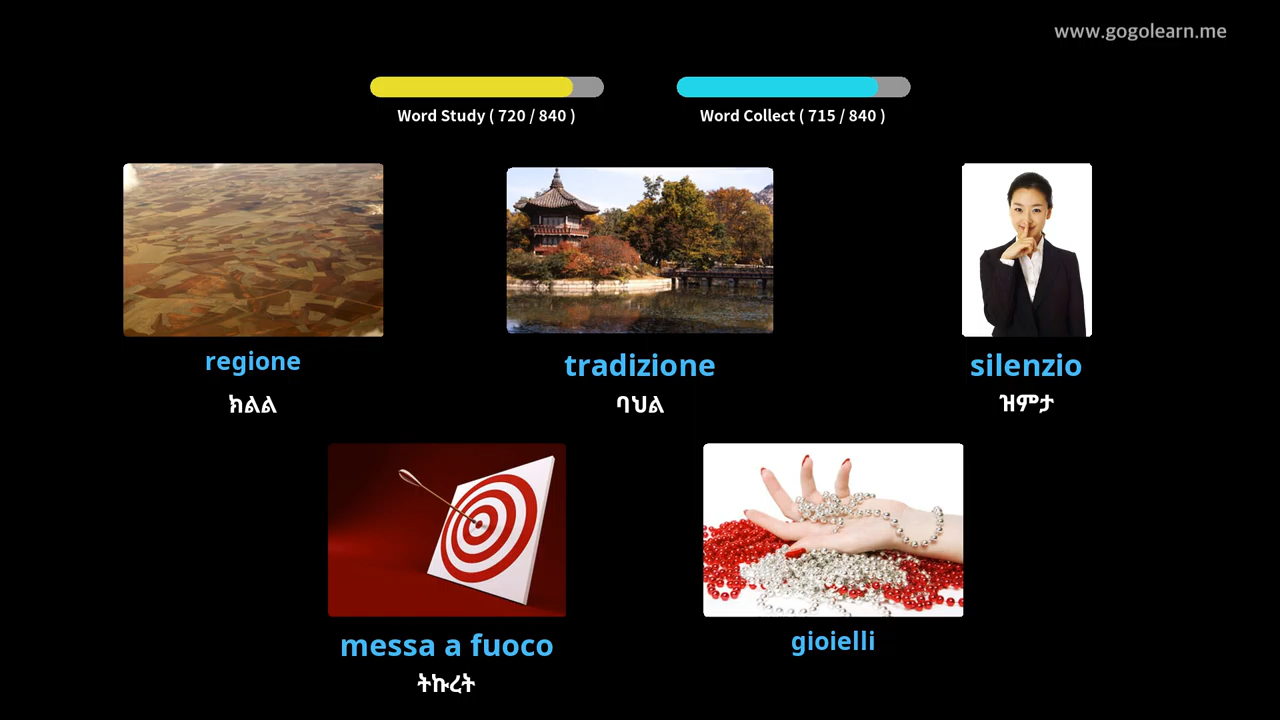 www.gogolearn.me
Word Study ( 720 / 840 )
Word Collect ( 715 / 840 )
regione
ክልል
tradizione
ባህል
silenzio
ዝምታ
messa a fuoco
ትኩረት
gioielli